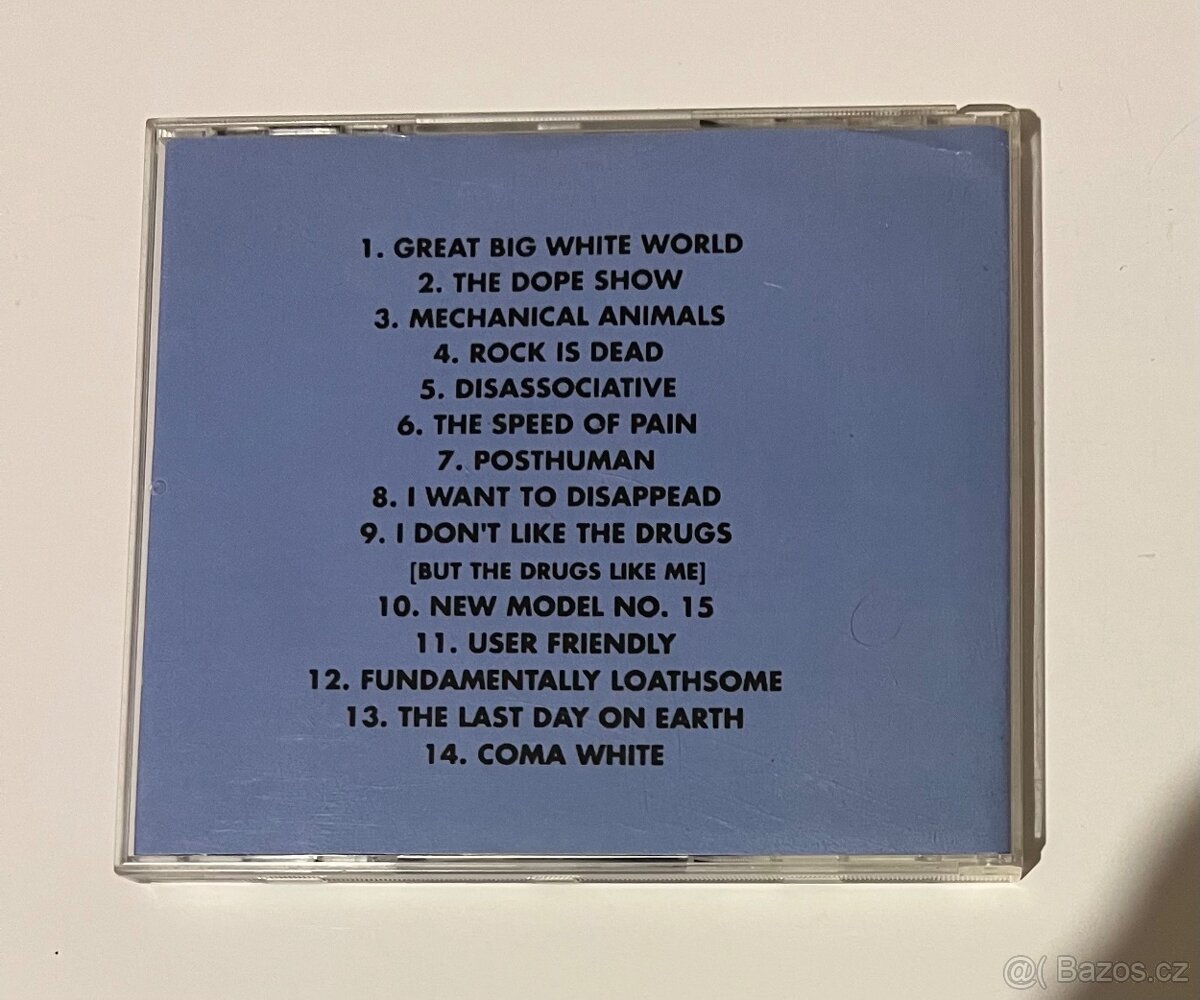 1. GREAT BIG WHITE WORLD
2. THE DOPE SHOW
3. MECHANICAL ANIMALS
4. ROCK IS DEAD
5. DISASSOCIATIVE
6. THE SPEED OF PAIN
7. POSTHUMAN
8. I WANT TO DISAPPEAD
9. I DON'T LIKE THE DRUGS
[BUT THE DRUGS LIKE ME]
10. NEW MODEL NO. 15
11. USER FRIENDLY
12. FUNDAMENTALLY LOATHSOME
13. THE LAST DAY ON EARTH
14. COMA WHITE
@( Bazos.cz